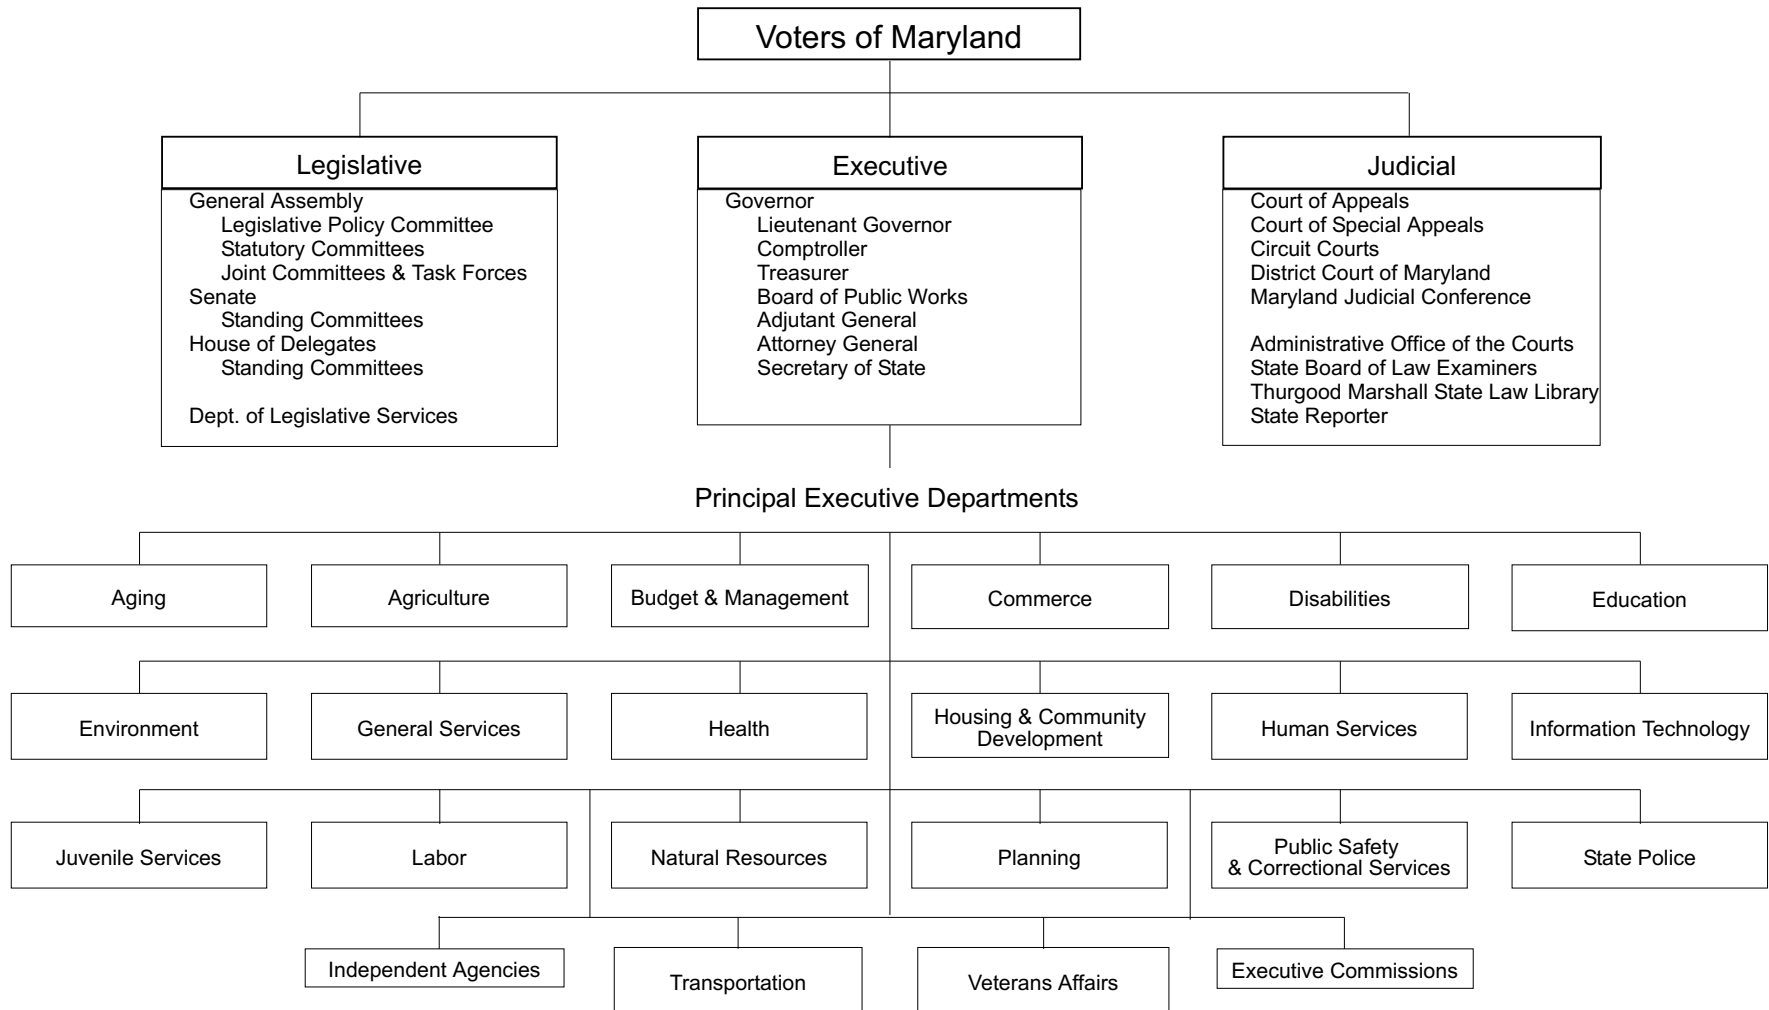 Voters of Maryland
Legislative
General Assembly
Legislative Policy Committee
Statutory Committees
Joint Committees & Task Forces
Senate
Standing Committees
House of Delegates
Standing Committees
Dept. of Legislative Services
Executive
Governor
Lieutenant Governor
Comptroller
Treasurer
Board of Public Works
Adjutant General
Attorney General
Secretary of State
Judicial
Court of Appeals
Court of Special Appeals
Circuit Courts
District Court of Maryland
Maryland Judicial Conference
Administrative Office of the Courts
State Board of Law Examiners
Thurgood Marshall State Law Library
State Reporter
Principal Executive Departments
Aging
Agriculture
Budget & Management
Commerce
Disabilities
Education
Environment
General Services
Health
Housing & Community
Development
Human Services
Information Technology
Juvenile Services
Labor
Natural Resources
Planning
Public Safety
& Correctional Services
State Police
Independent Agencies
Transportation
Veterans Affairs
Executive Commissions